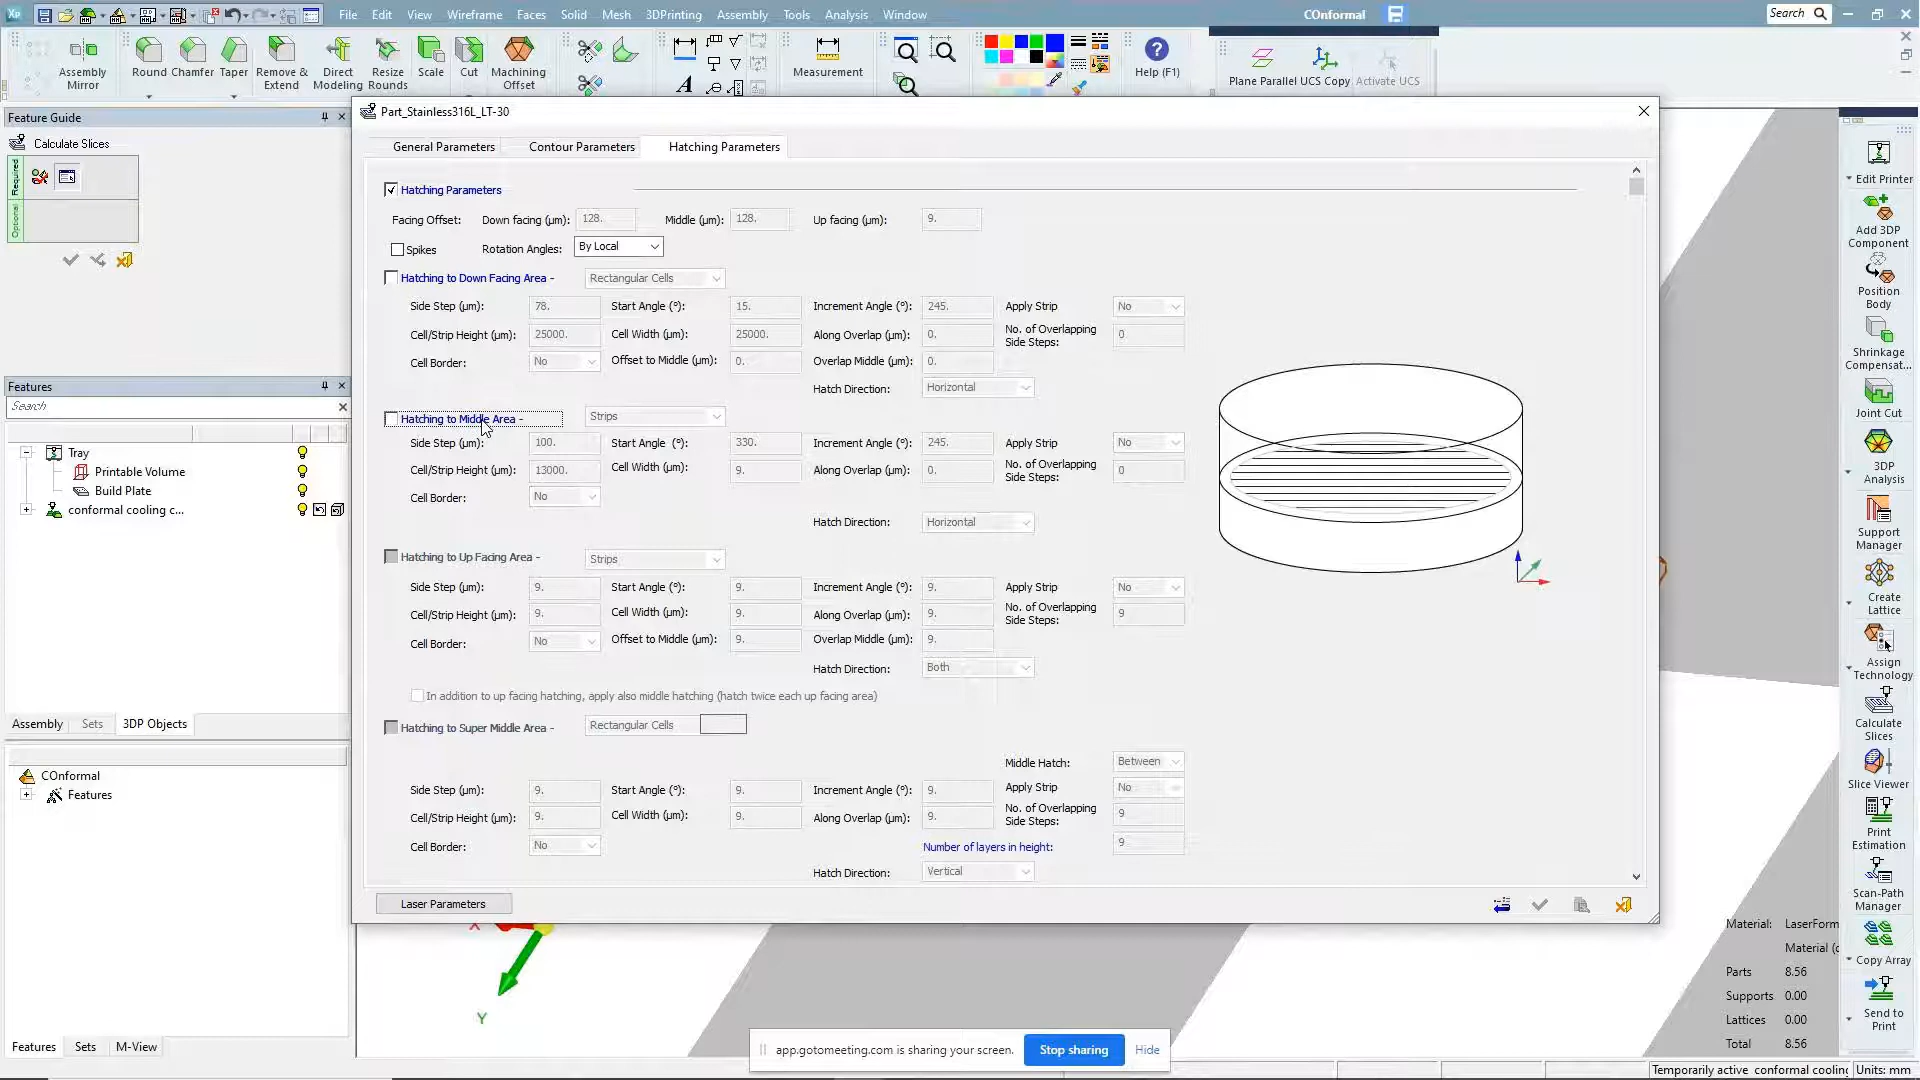 File Edit View Wireframe Faces Solid Mesh 3DPrinting Assembly Tools Analysis Window
COnformal
Search
Assembly Mirror
Round
Chamfer
Taper
Remove & Extend
Direct Modeling
Resize Rounds
Scale
Cut
Machining Offset
Measurement
Help (F1)
Plane Parallel
UCS Copy
Activate UCS
Feature Guide
Calculate Slices
Required
Optional
Features
Search
Tray
Printable Volume
Build Plate
conformal cooling c...
Assembly Sets 3DP Objects
COnformal
Features
Features Sets M-View
Part_Stainless316L_LT-30
General Parameters Contour Parameters Hatching Parameters
Hatching Parameters
Facing Offset: Down facing (µm): 128. Middle (µm): 128. Up facing (µm): 9.
Spikes Rotation Angles: By Local
Hatching to Down Facing Area - Rectangular Cells
Side Step (µm): 78. Start Angle (°): 15. Increment Angle (°): 245. Apply Strip No
Cell/Strip Height (µm): 25000. Cell Width (µm): 25000. Along Overlap (µm): 0. No. of Overlapping Side Steps: 0
Cell Border: No Offset to Middle (µm): 0. Overlap Middle (µm): 0.
Hatch Direction: Horizontal
Hatching to Middle Area - Strips
Side Step (µm): 100. Start Angle (°): 330. Increment Angle (°): 245. Apply Strip No
Cell/Strip Height (µm): 13000. Cell Width (µm): 9. Along Overlap (µm): 0. No. of Overlapping Side Steps: 0
Cell Border: No
Hatch Direction: Horizontal
Hatching to Up Facing Area - Strips
Side Step (µm): 9. Start Angle (°): 9. Increment Angle (°): 9. Apply Strip No
Cell/Strip Height (µm): 9. Cell Width (µm): 9. Along Overlap (µm): 9. No. of Overlapping Side Steps: 9
Cell Border: No Offset to Middle (µm): 9. Overlap Middle (µm): 9.
Hatch Direction: Both
In addition to up facing hatching, apply also middle hatching (hatch twice each up facing area)
Hatching to Super Middle Area - Rectangular Cells
Middle Hatch: Between
Side Step (µm): 9. Start Angle (°): 9. Increment Angle (°): 9. Apply Strip No
Cell/Strip Height (µm): 9. Cell Width (µm): 9. Along Overlap (µm): 9. No. of Overlapping Side Steps: 9
Cell Border: No Number of layers in height: 9
Hatch Direction: Vertical
Laser Parameters
X
Y
app.gotomeeting.com is sharing your screen. Stop sharing Hide
Edit Printer
Add 3DP Component
Position Body
Shrinkage Compensat...
Joint Cut
3DP Analysis
Support Manager
Create Lattice
Assign Technology
Calculate Slices
Slice Viewer
Print Estimation
Scan-Path Manager
Copy Array
Send to Print
Material: LaserForm
Material (c
Parts 8.56
Supports 0.00
Lattices 0.00
Total 8.56
Temporarily active conformal cooling Units: mm